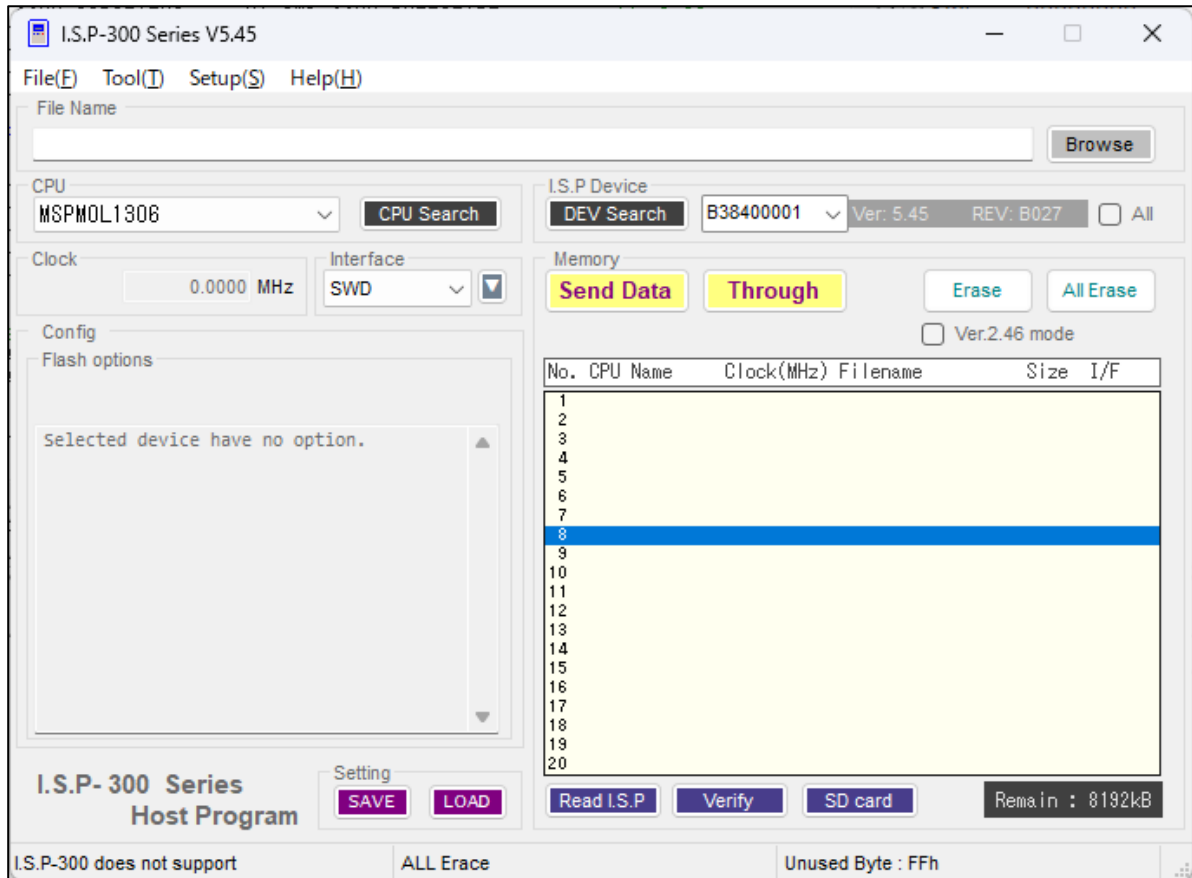 I.S.P-300 Series V5.45
File(F) Tool(T) Setup(S) Help(H)
File Name
Browse
CPU
MSPM0L1306
CPU Search
I.S.P Device
DEV Search
B38400001
Ver: 5.45 REV: B027
All
Clock
0.0000 MHz
Interface
SWD
Memory
Send Data
Through
Erase
All Erase
Ver.2.46 mode
Config
Flash options
Selected device have no option.
No. CPU Name Clock(MHz) Filename Size I/F
1
2
3
4
5
6
7
8
9
10
11
12
13
14
15
16
17
18
19
20
I.S.P- 300 Series
Host Program
Setting
SAVE
LOAD
Read I.S.P
Verify
SD card
Remain : 8192kB
I.S.P-300 does not support
ALL Erace
Unused Byte : FFh